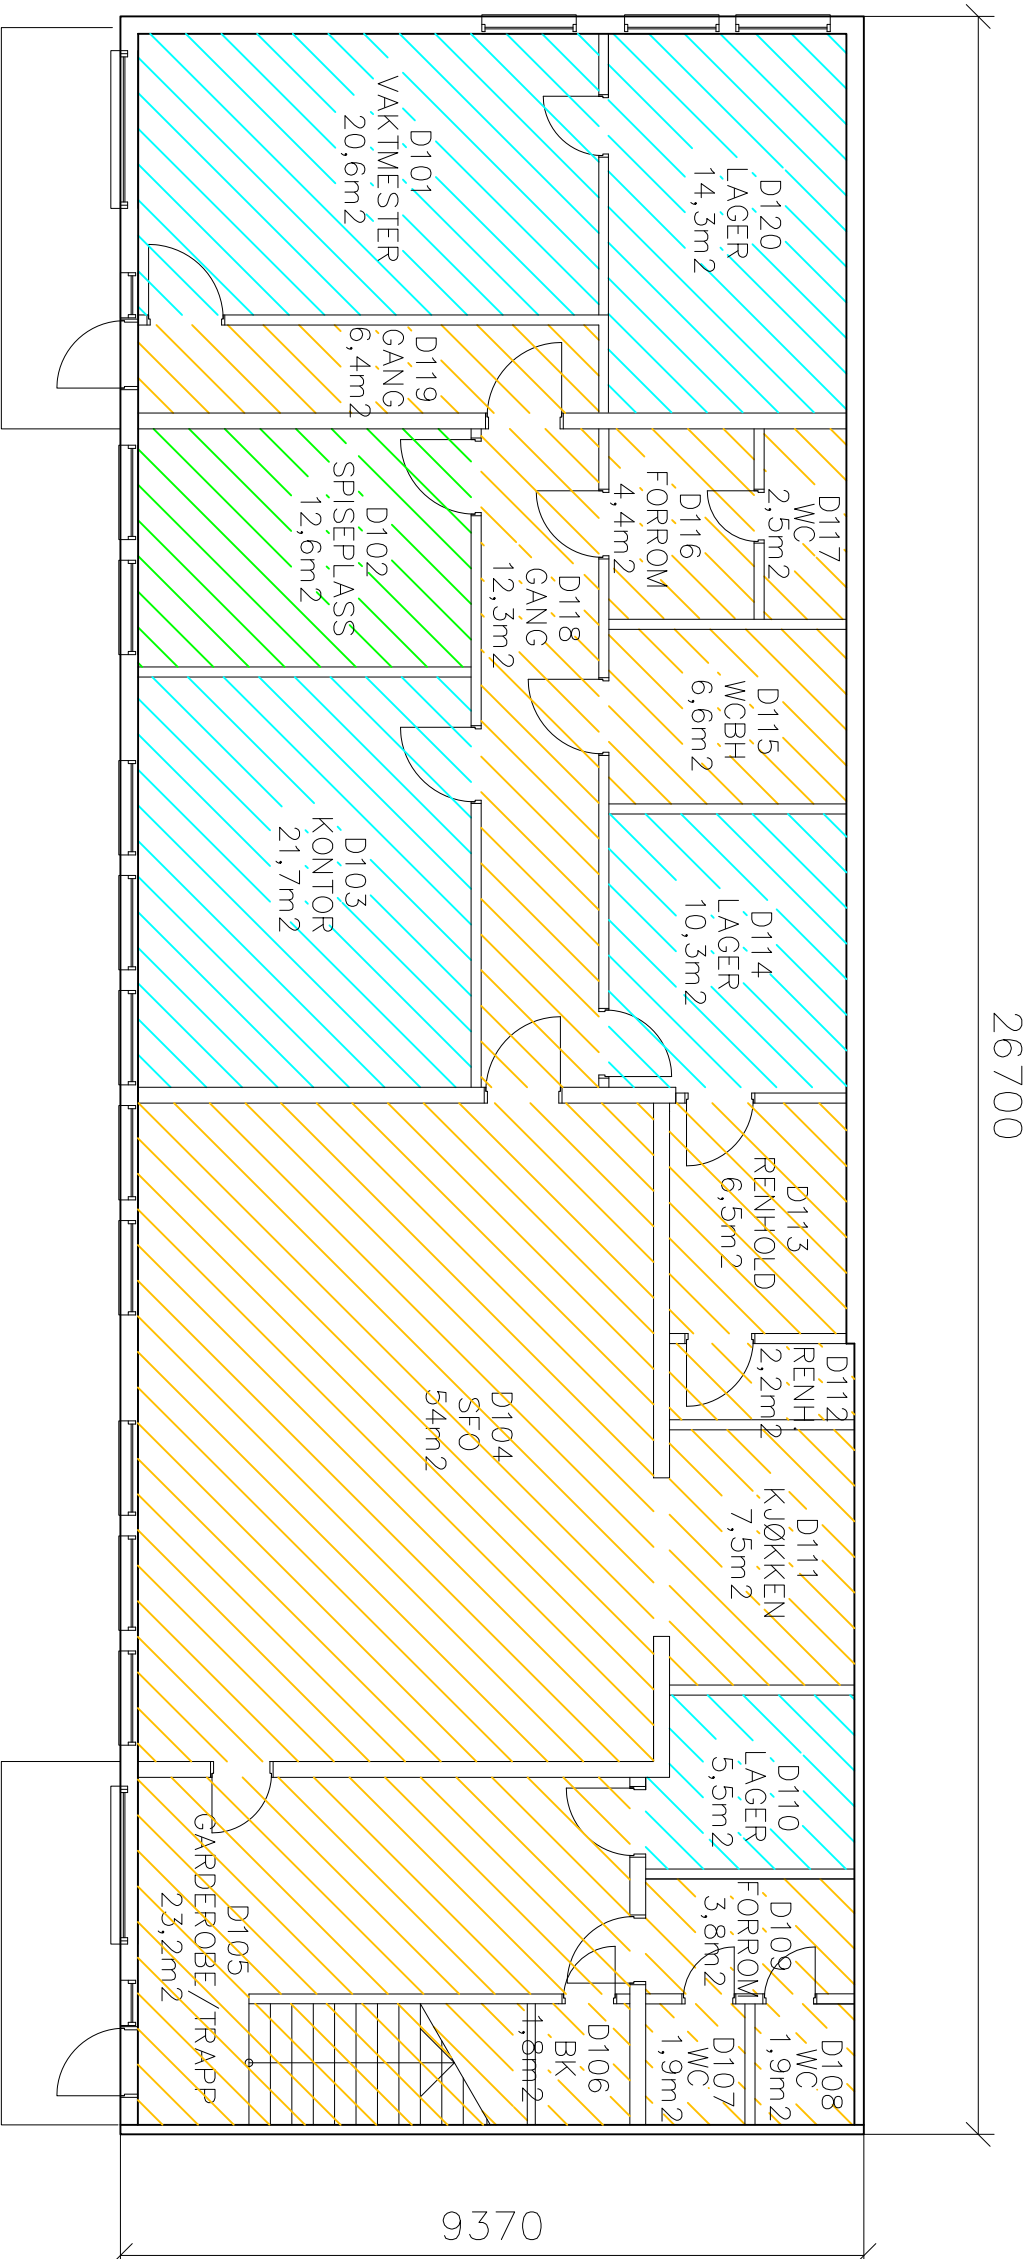 D101
VAKTMESTER
20,6m2
D120
LAGER
14,3m2
D119
GANG
6,4m2
D117
WC
2,5m2
D116
FORROM
4,4m2
D102
SPISEPLASS
12,6m2
D118
GANG
12,3m2
D115
WCBH
6,6m2
D103
KONTOR
21,7m2
D114
LAGER
10,3m2
26700
D113
RENHOLD
6,5m2
D112
RENH.
2,2m2
D104
SFO
54m2
D111
KJØKKEN
7,5m2
D110
LAGER
5,5m2
D109
FORROM
3,8m2
D105
GARDEROBE/TRAPP
23,2m2
D106
BK
1,8m2
D107
WC
1,9m2
D108
WC
1,9m2
9370